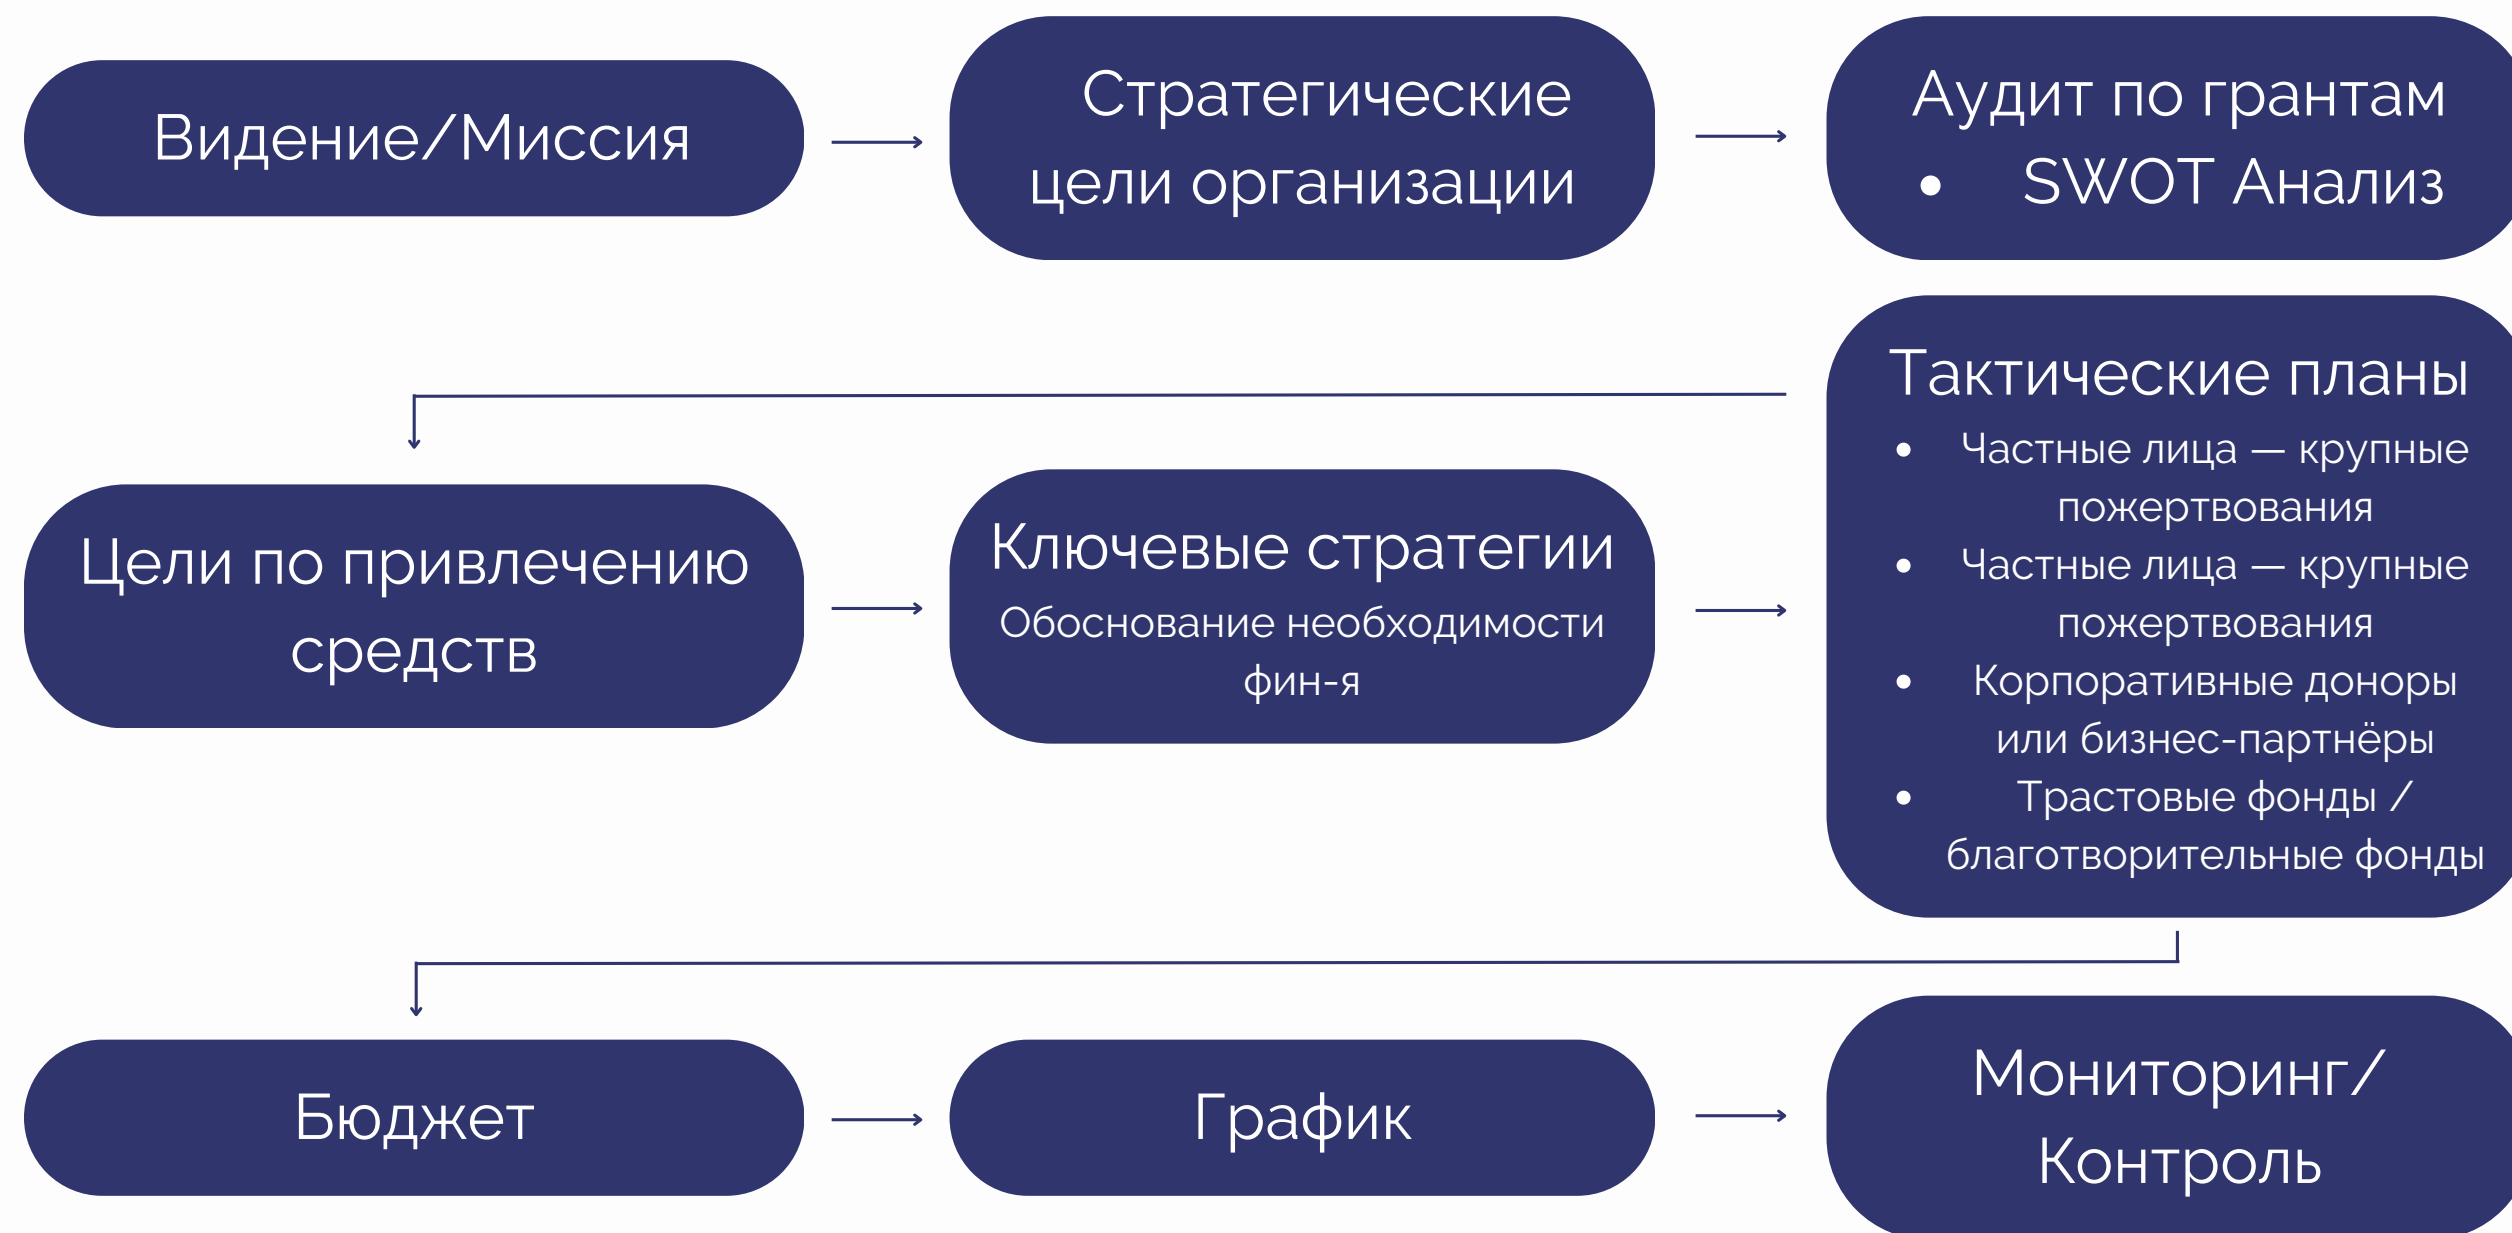 Видение/Миссия
Стратегические
цели организации
Аудит по грантам
• SWOT Анализ
Цели по привлечению
средств
Ключевые стратегии
Обоснование необходимости
фин-я
Тактические планы
• Частные лица — крупные
пожертвования
• Частные лица — крупные
пожертвования
• Корпоративные доноры
или бизнес-партнёры
• Трастовые фонды /
благотворительные фонды
Бюджет
График
Мониторинг/
Контроль